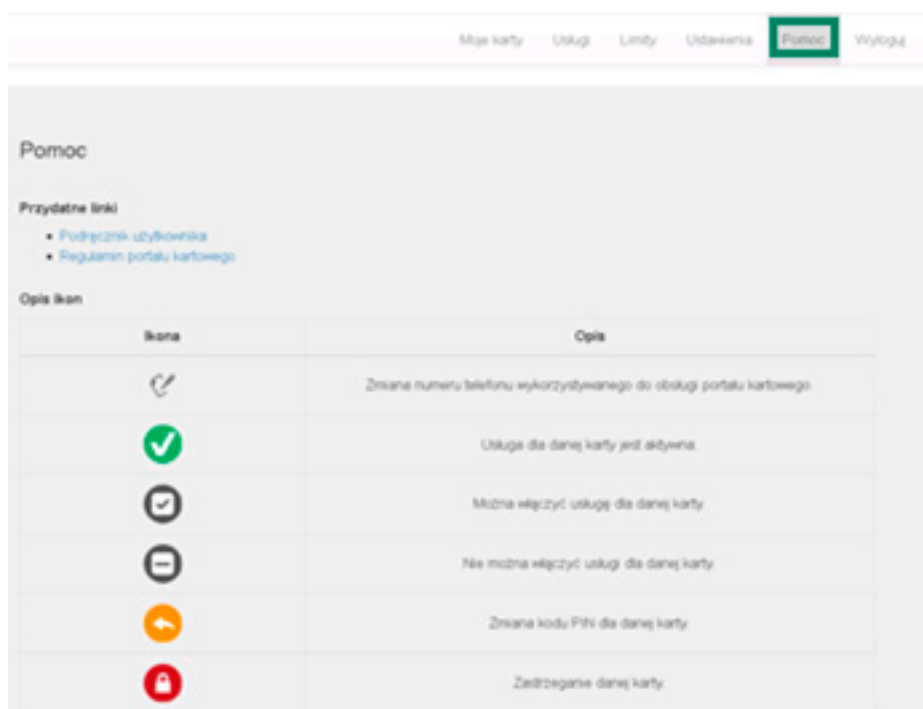 Moje karty Usługi Limity Ustawienia Pomoc Wyloguj
Pomoc
Przydatne linki
Podręcznik użytkownika
Regulamin portalu kartowego
Opis ikon
Ikona Opis
Zmiana numeru telefonu wykorzystywanego do obsługi portalu kartowego.
Usługa dla danej karty jest aktywna.
Można włączyć usługę dla danej karty.
Nie można włączyć usługi dla danej karty.
Zmiana kodu PIN dla danej karty.
Zastrzeganie danej karty.